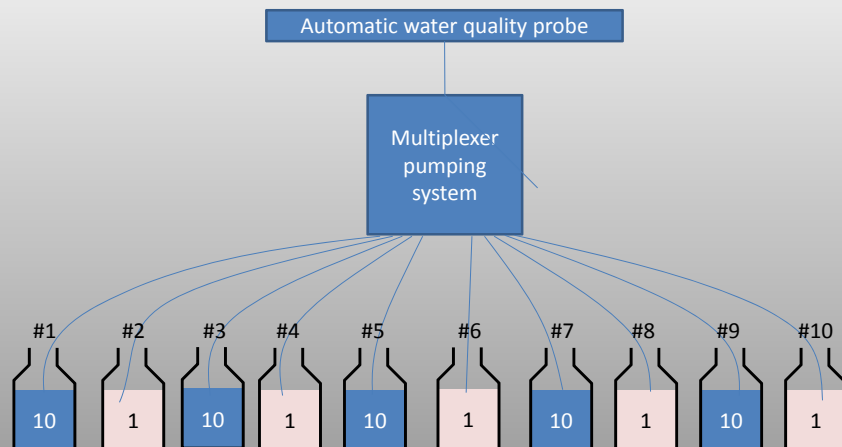 Automatic water quality probe
Multiplexer
pumping
system
#1 #2 #3 #4 #5 #6 #7 #8 #9 #10
10 1 10 1 10 1 10 1 10 1